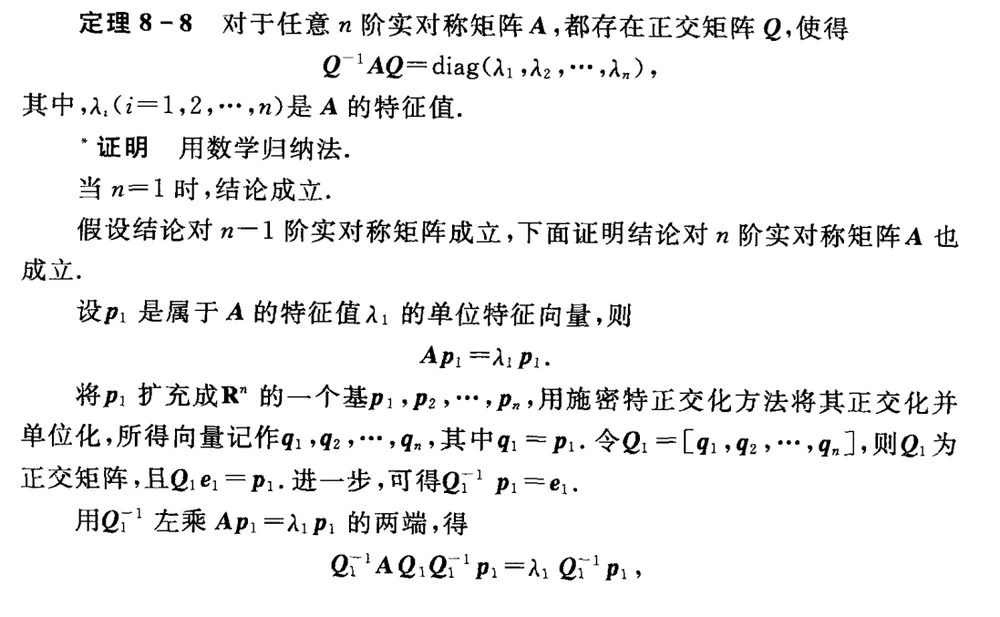 定理 8-8 对于任意 n 阶实对称矩阵 A,都存在正交矩阵 Q,使得
Q⁻¹AQ=diag(λ₁,λ₂,⋯,λₙ),
其中,λᵢ(i=1,2,⋯,n)是 A 的特征值.
*证明 用数学归纳法.
当 n=1 时,结论成立.
假设结论对 n-1 阶实对称矩阵成立,下面证明结论对 n 阶实对称矩阵 A 也
成立.
设 p₁ 是属于 A 的特征值 λ₁ 的单位特征向量,则
Ap₁=λ₁p₁.
将 p₁ 扩充成 Rⁿ 的一个基 p₁,p₂,⋯,pₙ,用施密特正交化方法将其正交化并
单位化,所得向量记作 q₁,q₂,⋯,qₙ,其中 q₁=p₁.令 Q₁=[q₁,q₂,⋯,qₙ],则 Q₁ 为
正交矩阵,且 Q₁e₁=p₁.进一步,可得 Q₁⁻¹ p₁=e₁.
用 Q₁⁻¹ 左乘 Ap₁=λ₁p₁ 的两端,得
Q₁⁻¹AQ₁Q₁⁻¹p₁=λ₁ Q₁⁻¹p₁,